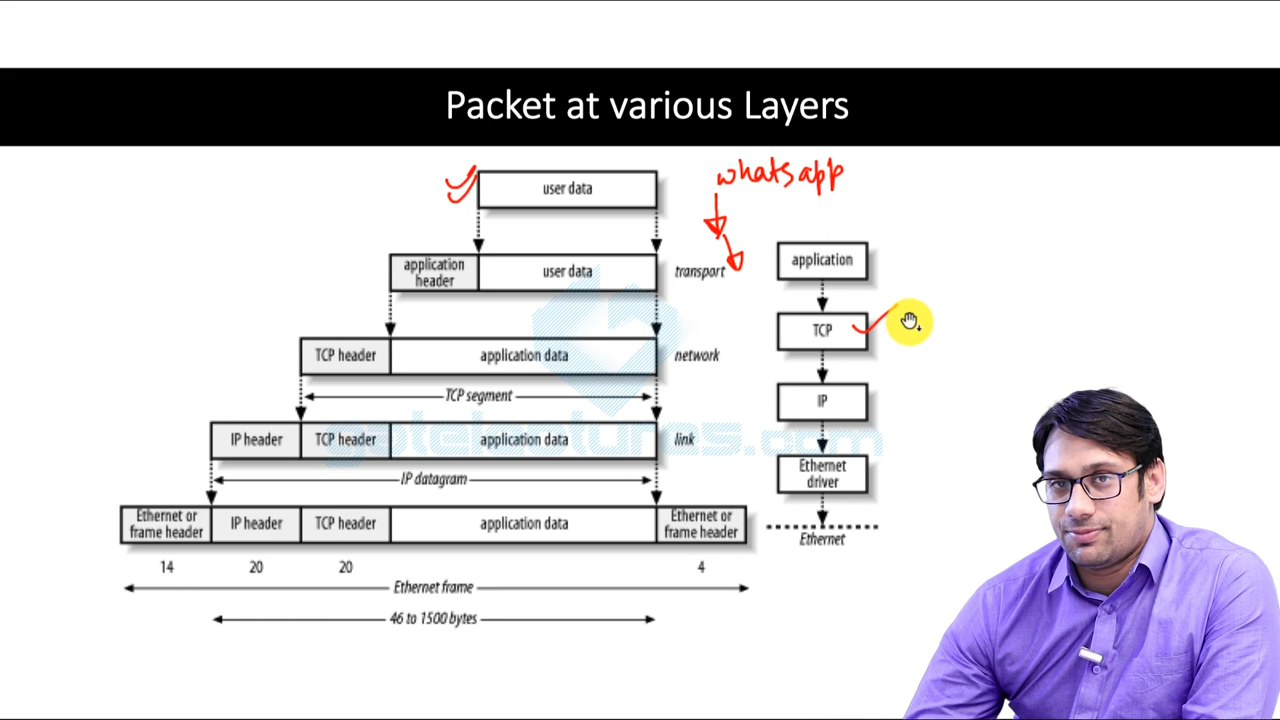 Packet at various Layers
whatsapp
user data
application
header
user data
transport
application
TCP header
application data
network
TCP
TCP segment
IP
IP header
TCP header
application data
link
gatelectures.com
IP datagram
Ethernet
driver
Ethernet or
frame header
IP header
TCP header
application data
Ethernet or
frame header
Ethernet
14
20
20
4
Ethernet frame
46 to 1500 bytes